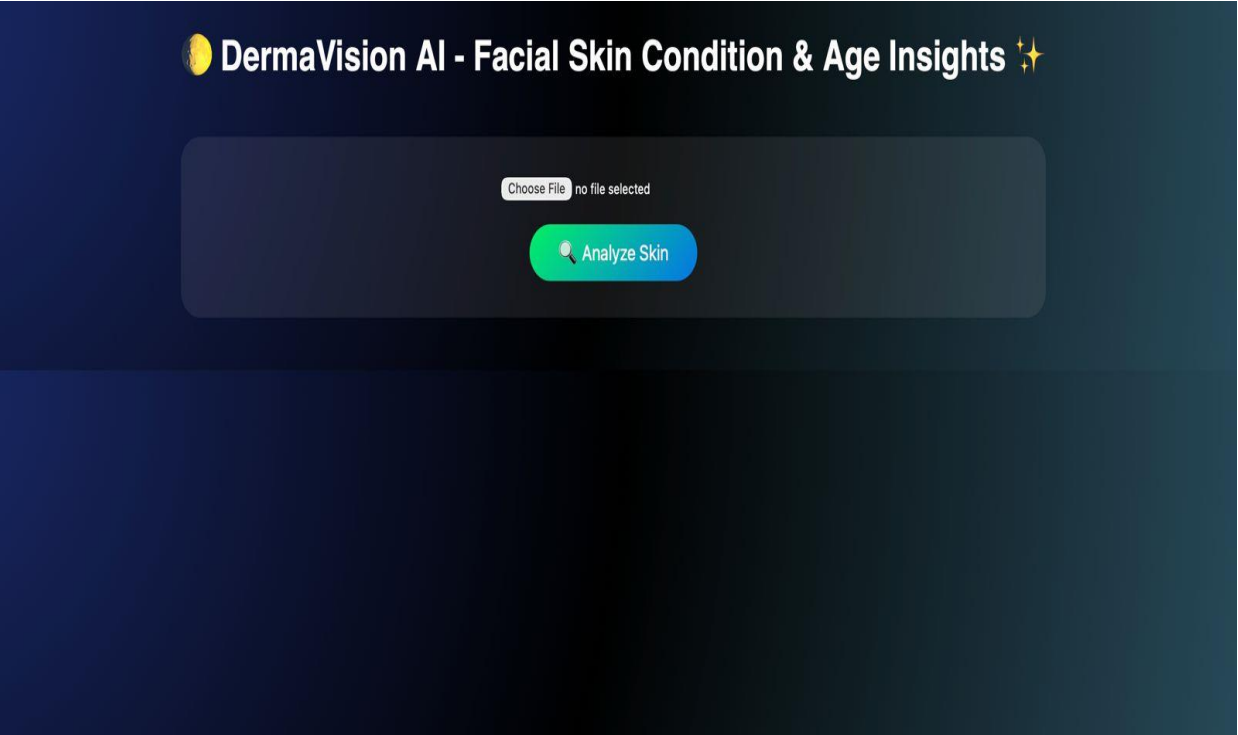 🌔 DermaVision AI - Facial Skin Condition & Age Insights ✨
Choose File no file selected
🔍 Analyze Skin